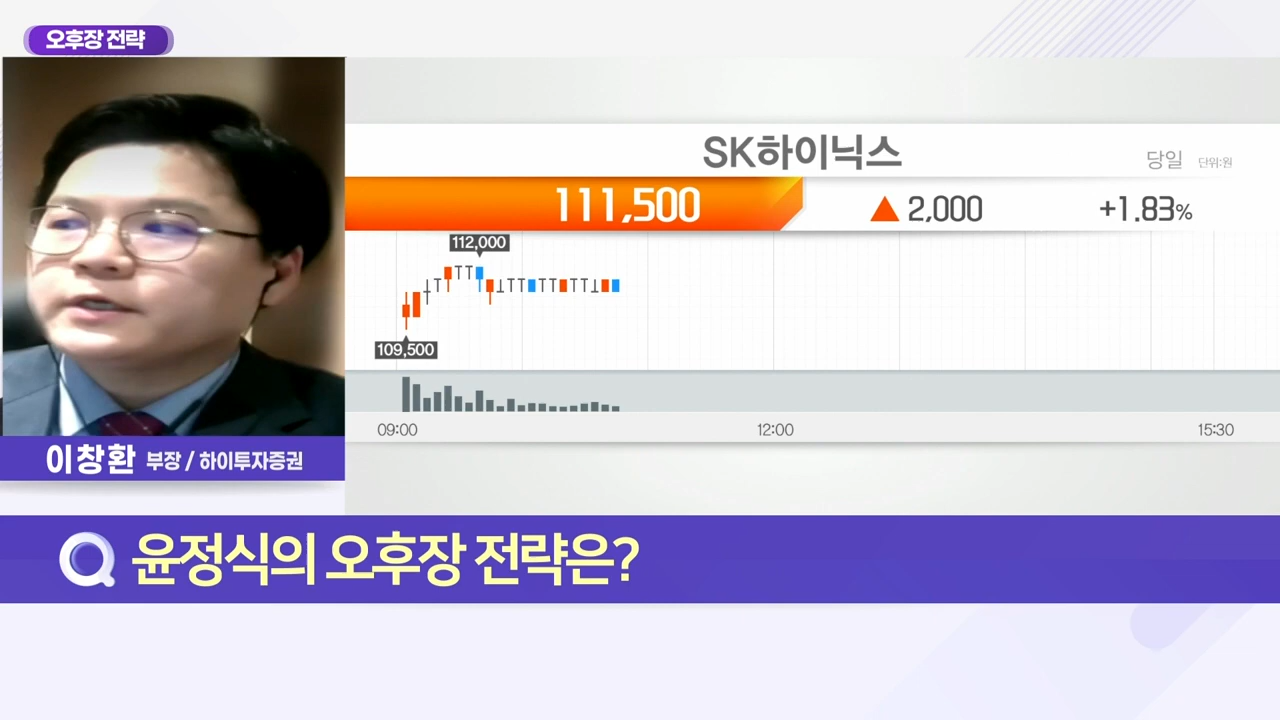 오후장 전략
SK하이닉스
당일 단위:원
111,500 ▲ 2,000 +1.83%
112,000
109,500
09:00 12:00 15:30
이창환 부장 / 하이투자증권
Q 윤정식의 오후장 전략은?